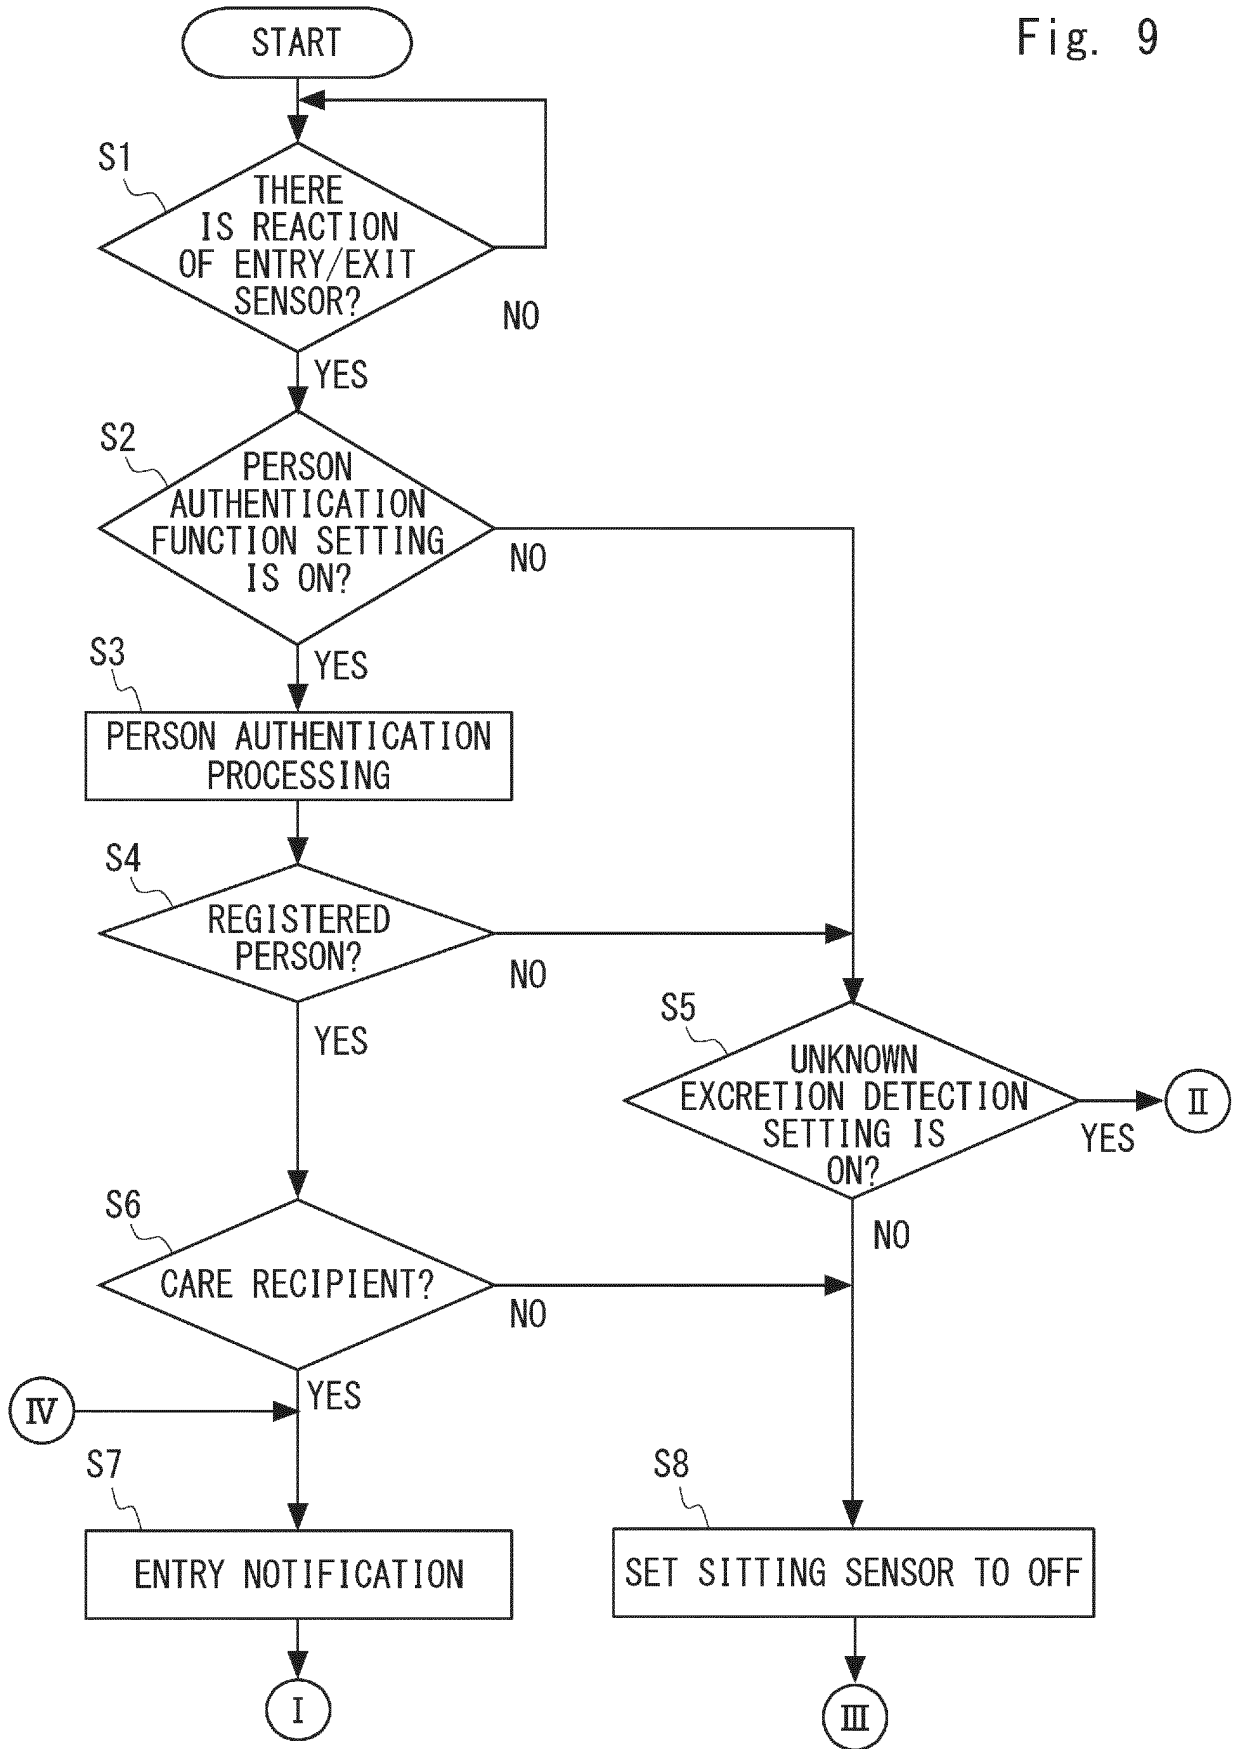 Fig. 9
START
S1
THERE
IS REACTION
OF ENTRY/EXIT
SENSOR?
NO
YES
S2
PERSON
AUTHENTICATION
FUNCTION SETTING
IS ON?
NO
YES
S3
PERSON AUTHENTICATION
PROCESSING
S4
REGISTERED
PERSON?
NO
YES
S5
UNKNOWN
EXCRETION DETECTION
SETTING IS
ON?
YES
II
NO
S6
CARE RECIPIENT?
NO
YES
IV
S7
ENTRY NOTIFICATION
I
S8
SET SITTING SENSOR TO OFF
III